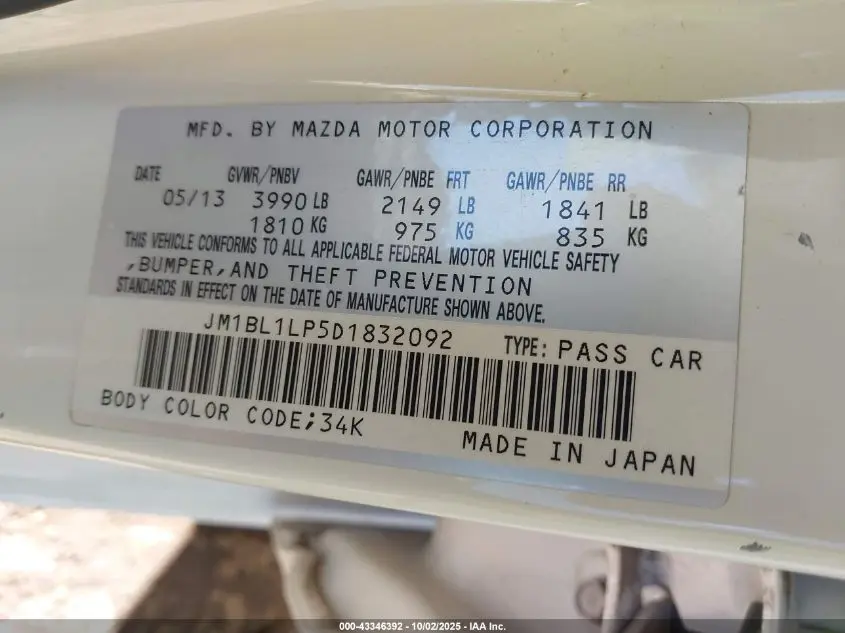 MFD. BY MAZDA MOTOR CORPORATION
DATE GVWR/PNBV GAWR/PNBE FRT GAWR/PNBE RR
05/13 3990 LB 2149 LB 1841 LB
1810 KG 975 KG 835 KG
THIS VEHICLE CONFORMS TO ALL APPLICABLE FEDERAL MOTOR VEHICLE SAFETY
,BUMPER,AND THEFT PREVENTION
STANDARDS IN EFFECT ON THE DATE OF MANUFACTURE SHOWN ABOVE.
JM1BL1LP5D1832092 TYPE: PASS CAR
BODY COLOR CODE;34K
MADE IN JAPAN
000-43346392 - 10/02/2025 - IAA Inc.